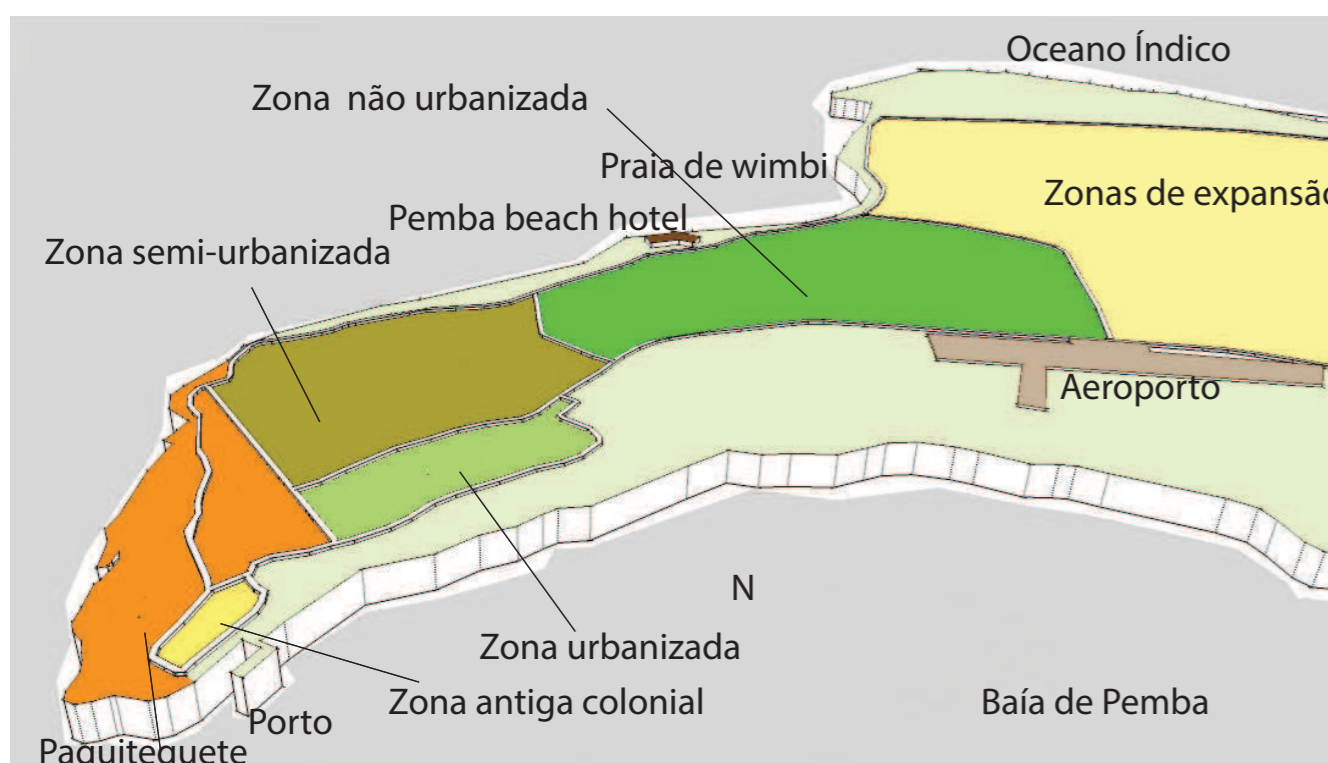 Oceano Índico
Zona não urbanizada
Praia de wimbi
Zonas de expansão
Pemba beach hotel
Zona semi-urbanizada
Aeroporto
N
Zona urbanizada
Zona antiga colonial
Baía de Pemba
Porto
Paquitequete